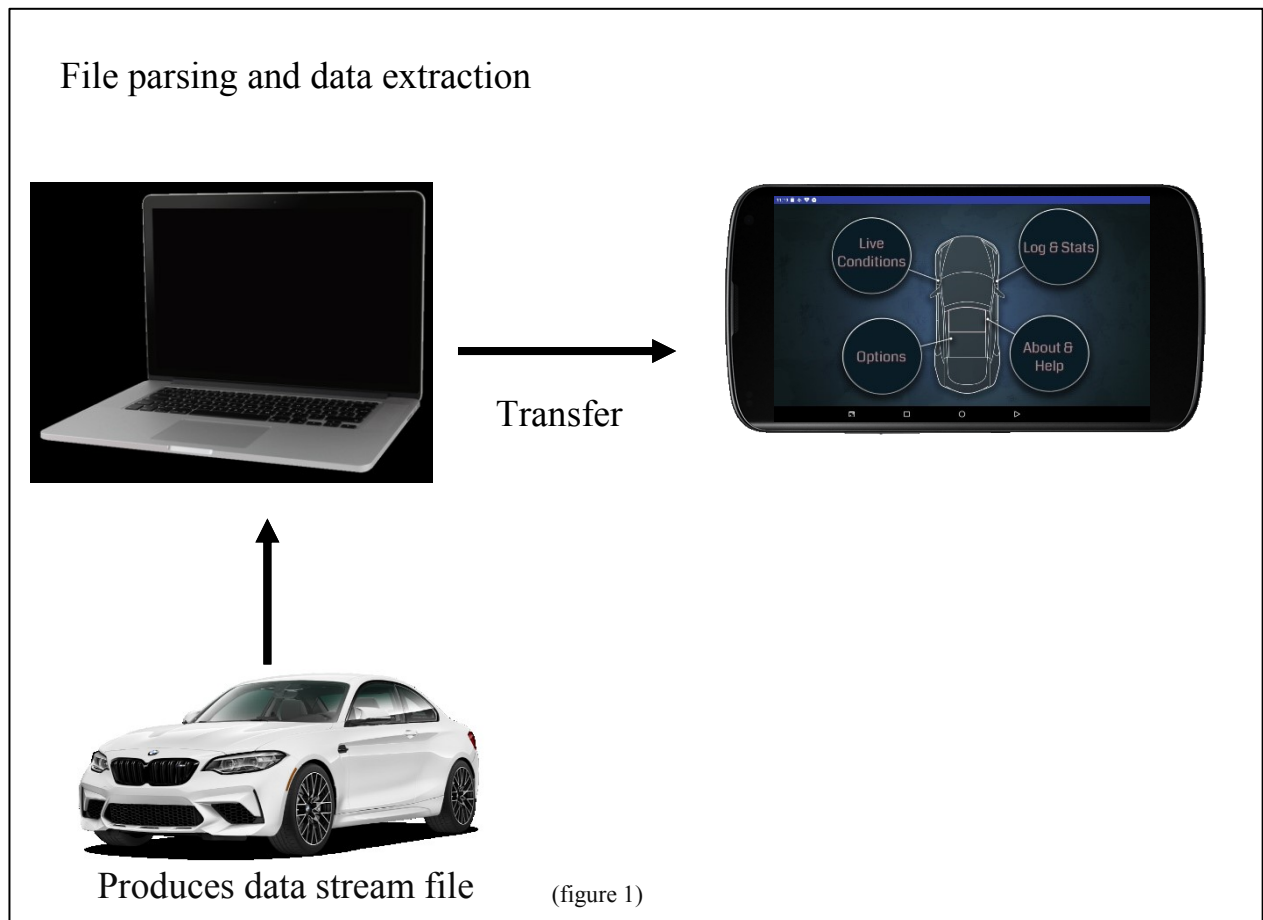 File parsing and data extraction
Live
Conditions
Log & Stats
Options
About &
Help
Transfer
Produces data stream file
(figure 1)